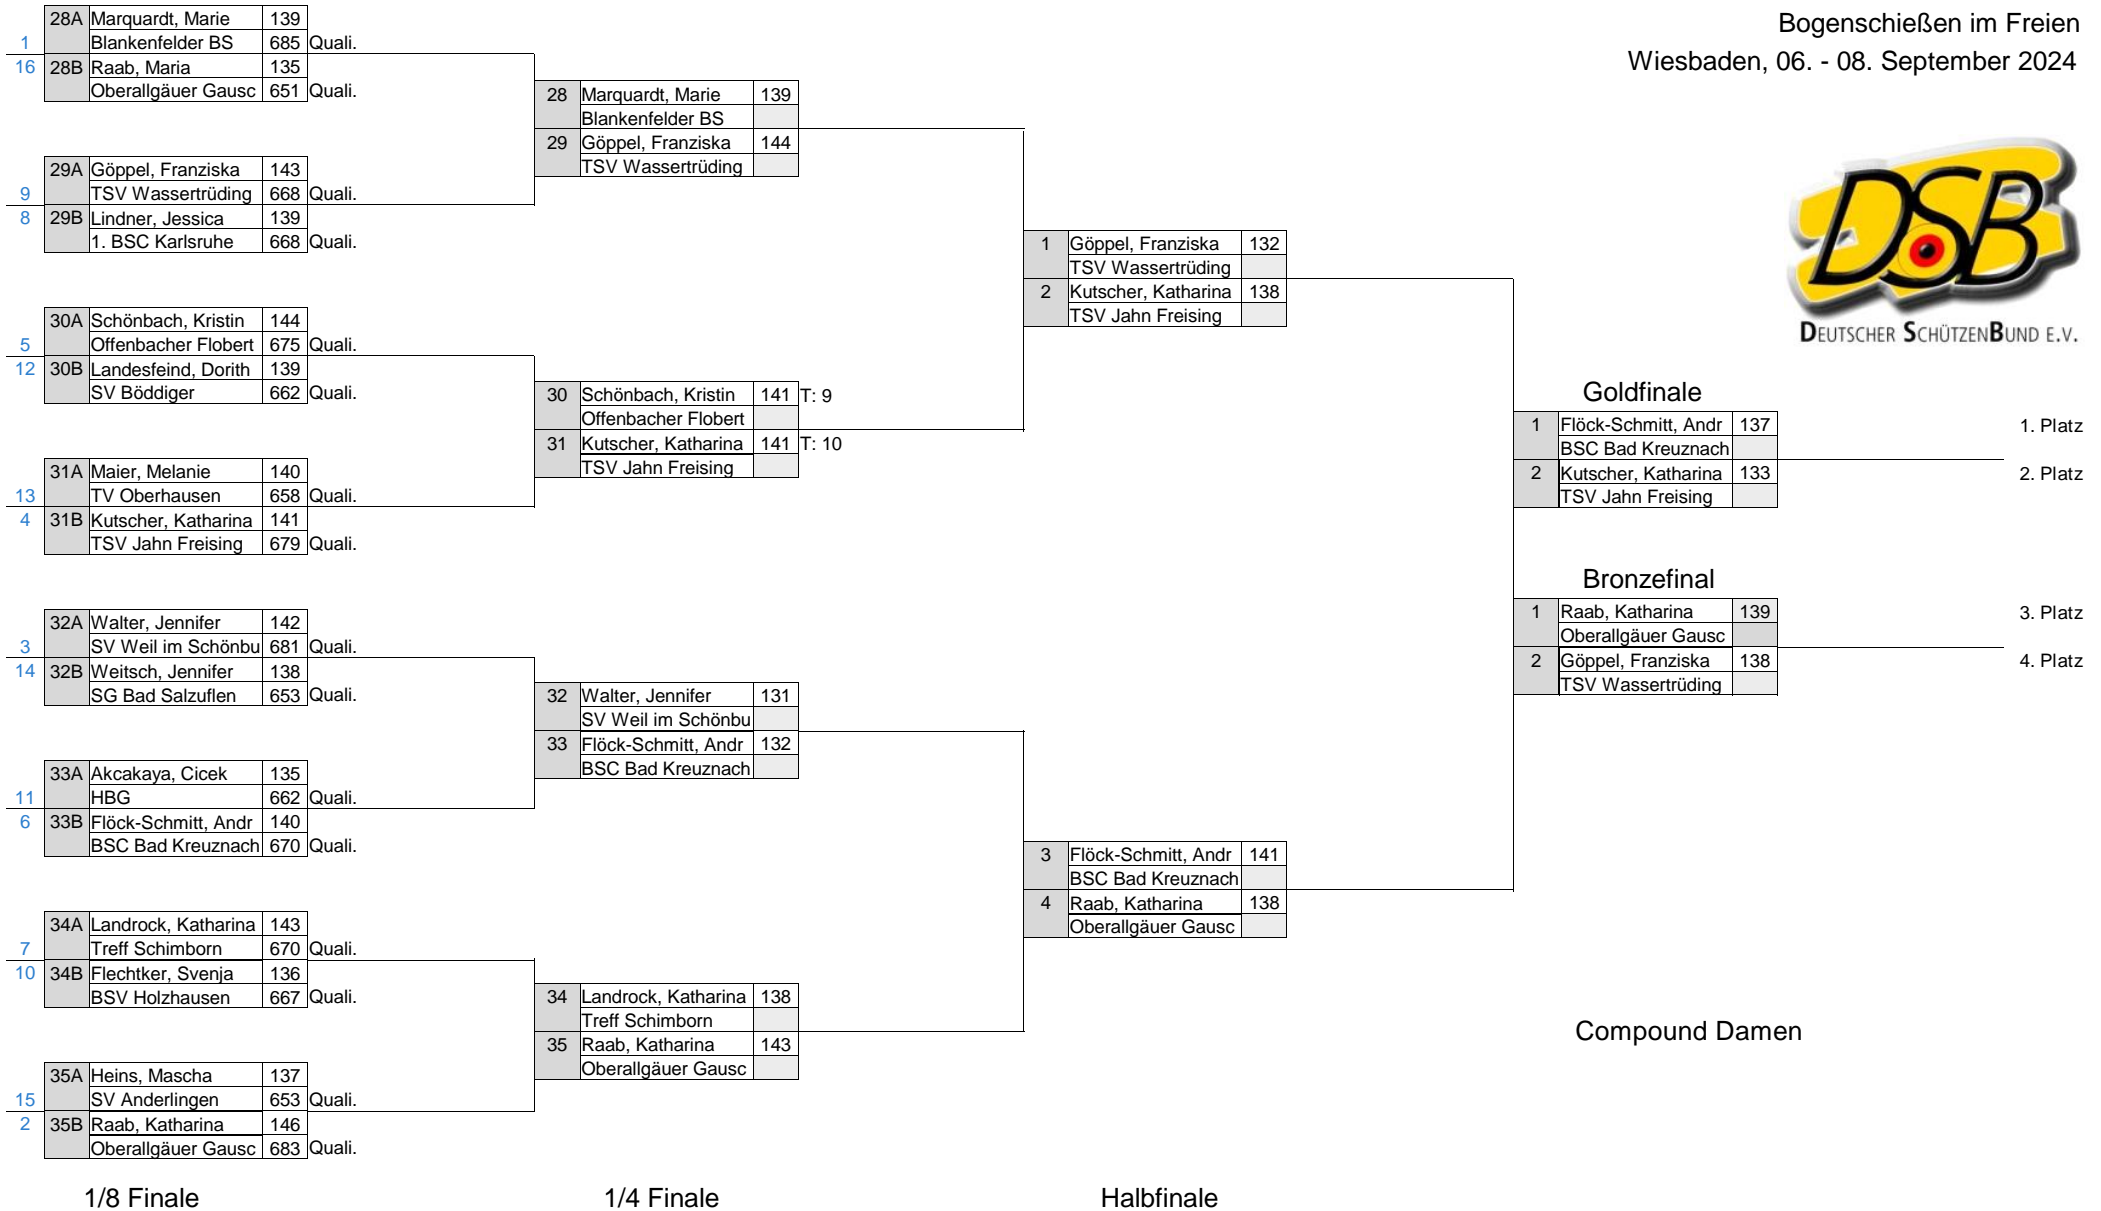 Bogenschießen im Freien
Wiesbaden, 06. - 08. September 2024
DSB
DEUTSCHER SCHÜTZENBUND E.V.
28A Marquardt, Marie 139
1 Blankenfelder BS 685 Quali.
16 28B Raab, Maria 135
Oberallgäuer Gausc 651 Quali.
29A Göppel, Franziska 143
9 TSV Wassertrüding 668 Quali.
8 29B Lindner, Jessica 139
1. BSC Karlsruhe 668 Quali.
30A Schönbach, Kristin 144
5 Offenbacher Flobert 675 Quali.
12 30B Landesfeind, Dorith 139
SV Böddiger 662 Quali.
31A Maier, Melanie 140
13 TV Oberhausen 658 Quali.
4 31B Kutscher, Katharina 141
TSV Jahn Freising 679 Quali.
32A Walter, Jennifer 142
3 SV Weil im Schönbu 681 Quali.
14 32B Weitsch, Jennifer 138
SG Bad Salzuflen 653 Quali.
33A Akcakaya, Cicek 135
11 HBG 662 Quali.
6 33B Flöck-Schmitt, Andr 140
BSC Bad Kreuznach 670 Quali.
34A Landrock, Katharina 143
7 Treff Schimborn 670 Quali.
10 34B Flechtker, Svenja 136
BSV Holzhausen 667 Quali.
35A Heins, Mascha 137
15 SV Anderlingen 653 Quali.
2 35B Raab, Katharina 146
Oberallgäuer Gausc 683 Quali.
1/8 Finale
28 Marquardt, Marie 139
Blankenfelder BS
29 Göppel, Franziska 144
TSV Wassertrüding
30 Schönbach, Kristin 141 T: 9
Offenbacher Flobert
31 Kutscher, Katharina 141 T: 10
TSV Jahn Freising
32 Walter, Jennifer 131
SV Weil im Schönbu
33 Flöck-Schmitt, Andr 132
BSC Bad Kreuznach
34 Landrock, Katharina 138
Treff Schimborn
35 Raab, Katharina 143
Oberallgäuer Gausc
1/4 Finale
1 Göppel, Franziska 132
TSV Wassertrüding
2 Kutscher, Katharina 138
TSV Jahn Freising
3 Flöck-Schmitt, Andr 141
BSC Bad Kreuznach
4 Raab, Katharina 138
Oberallgäuer Gausc
Halbfinale
Goldfinale
1 Flöck-Schmitt, Andr 137 1. Platz
BSC Bad Kreuznach
2 Kutscher, Katharina 133 2. Platz
TSV Jahn Freising
Bronzefinal
1 Raab, Katharina 139 3. Platz
Oberallgäuer Gausc
2 Göppel, Franziska 138 4. Platz
TSV Wassertrüding
Compound Damen